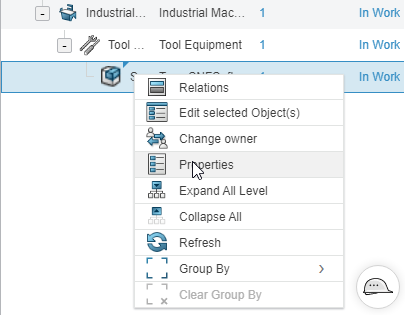 Industrial... Industrial Mac... 1 In Work
Tool ... Tool Equipment 1 In Work
In Work
Relations
Edit selected Object(s)
Change owner
Properties
Expand All Level
Collapse All
Refresh
Group By
Clear Group By